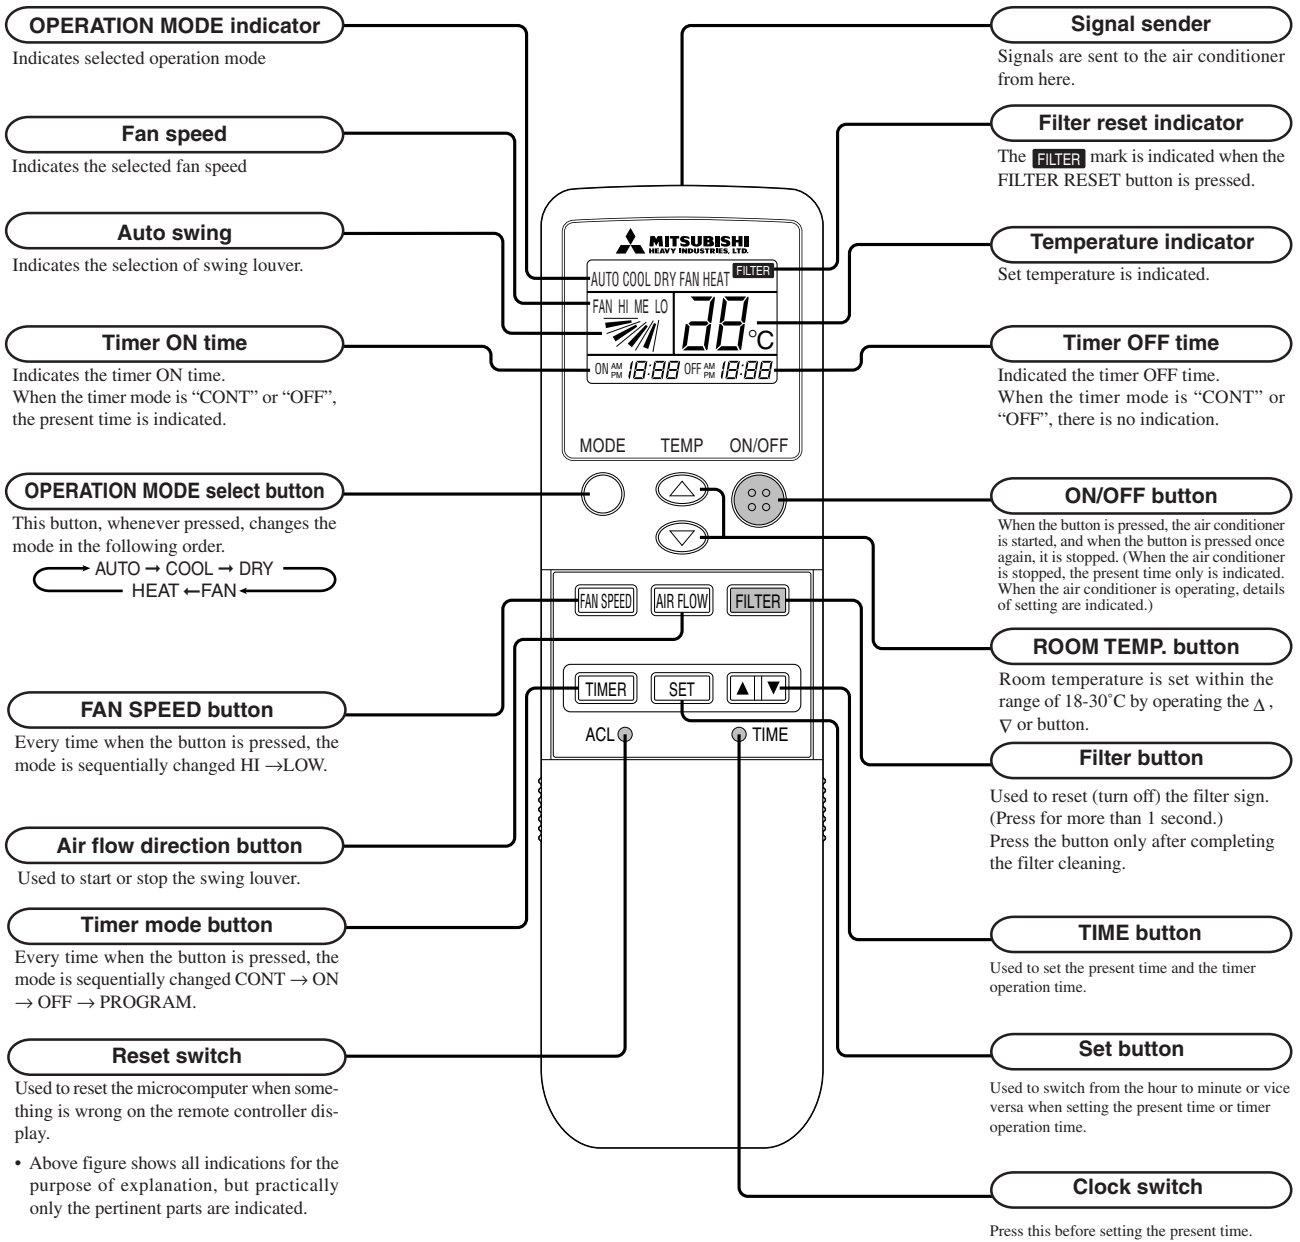 OPERATION MODE indicator
Indicates selected operation mode
Fan speed
Indicates the selected fan speed
Auto swing
Indicates the selection of swing louver.
Timer ON time
Indicates the timer ON time.
When the timer mode is “CONT” or “OFF”,
the present time is indicated.
OPERATION MODE select button
This button, whenever pressed, changes the
mode in the following order.
AUTO → COOL → DRY
HEAT ←FAN
FAN SPEED button
Every time when the button is pressed, the
mode is sequentially changed HI →LOW.
Air flow direction button
Used to start or stop the swing louver.
Timer mode button
Every time when the button is pressed, the
mode is sequentially changed CONT → ON
→ OFF → PROGRAM.
Reset switch
Used to reset the microcomputer when some-
thing is wrong on the remote controller dis-
play.
• Above figure shows all indications for the
purpose of explanation, but practically
only the pertinent parts are indicated.
MITSUBISHI
HEAVY INDUSTRIES, LTD.
AUTO COOL DRY FAN HEAT FILTER
FAN HI ME LO
38 °C
ON AM PM 18:88 OFF AM PM 18:88
MODE TEMP ON/OFF
△
▽
FAN SPEED AIR FLOW FILTER
TIMER SET ▲ ▼
ACL TIME
Signal sender
Signals are sent to the air conditioner
from here.
Filter reset indicator
The FILTER mark is indicated when the
FILTER RESET button is pressed.
Temperature indicator
Set temperature is indicated.
Timer OFF time
Indicated the timer OFF time.
When the timer mode is “CONT” or
“OFF”, there is no indication.
ON/OFF button
When the button is pressed, the air conditioner
is started, and when the button is pressed once
again, it is stopped. (When the air conditioner
is stopped, the present time only is indicated.
When the air conditioner is operating, details
of setting are indicated.)
ROOM TEMP. button
Room temperature is set within the
range of 18-30˚C by operating the △ ,
▽ or button.
Filter button
Used to reset (turn off) the filter sign.
(Press for more than 1 second.)
Press the button only after completing
the filter cleaning.
TIME button
Used to set the present time and the timer
operation time.
Set button
Used to switch from the hour to minute or vice
versa when setting the present time or timer
operation time.
Clock switch
Press this before setting the present time.